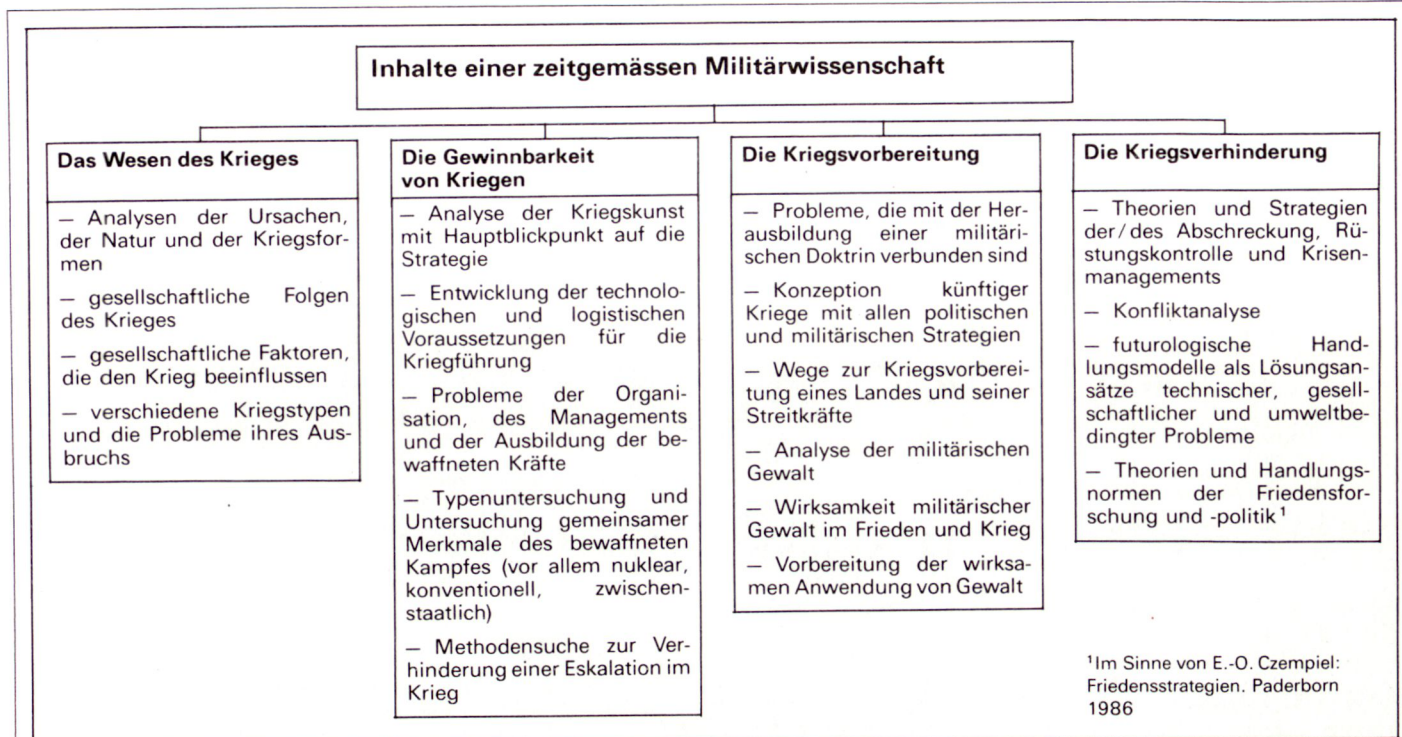 Inhalte einer zeitgemässen Militärwissenschaft
Das Wesen des Krieges
— Analysen der Ursachen,
der Natur und der Kriegsfor-
men
— gesellschaftliche Folgen
des Krieges
— gesellschaftliche Faktoren,
die den Krieg beeinflussen
— verschiedene Kriegstypen
und die Probleme ihres Aus-
bruchs
Die Gewinnbarkeit
von Kriegen
— Analyse der Kriegskunst
mit Hauptblickpunkt auf die
Strategie
— Entwicklung der technolo-
gischen und logistischen
Voraussetzungen für die
Kriegführung
— Probleme der Organi-
sation, des Managements
und der Ausbildung der be-
waffneten Kräfte
— Typenuntersuchung und
Untersuchung gemeinsamer
Merkmale des bewaffneten
Kampfes (vor allem nuklear,
konventionell, zwischen-
staatlich)
— Methodensuche zur Ver-
hinderung einer Eskalation im
Krieg
Die Kriegsvorbereitung
— Probleme, die mit der Her-
ausbildung einer militäri-
schen Doktrin verbunden sind
— Konzeption künftiger
Kriege mit allen politischen
und militärischen Strategien
— Wege zur Kriegsvorberei-
tung eines Landes und seiner
Streitkräfte
— Analyse der militärischen
Gewalt
— Wirksamkeit militärischer
Gewalt im Frieden und Krieg
— Vorbereitung der wirksa-
men Anwendung von Gewalt
Die Kriegsverhinderung
— Theorien und Strategien
der/des Abschreckung, Rü-
stungskontrolle und Krisen-
managements
— Konfliktanalyse
— futurologische Hand-
lungsmodelle als Lösungsan-
sätze technischer, gesell-
schaftlicher und umweltbe-
dingter Probleme
— Theorien und Handlungs-
normen der Friedensfor-
schung und -politik¹
¹Im Sinne von E.-O. Czempiel:
Friedensstrategien. Paderborn
1986